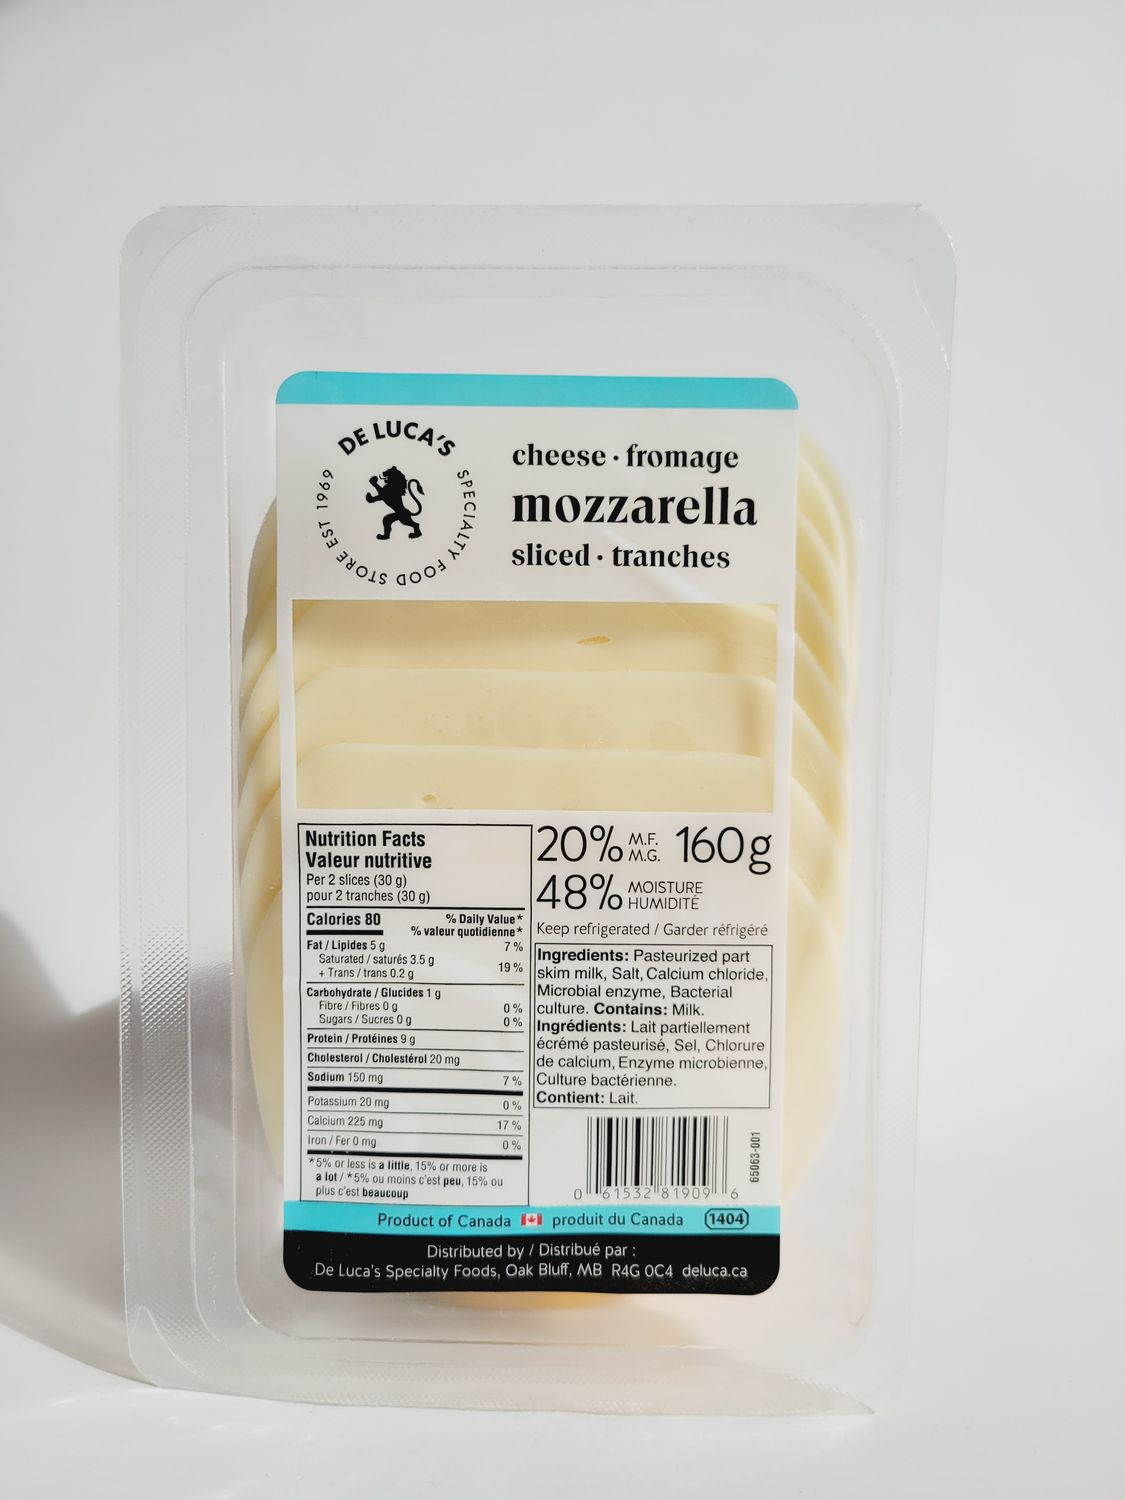 DE LUCA'S
SPECIALTY FOOD STORE EST 1969
cheese · fromage
mozzarella
sliced · tranches
Nutrition Facts
Valeur nutritive
Per 2 slices (30 g)
pour 2 tranches (30 g)
Calories 80
% Daily Value*
% valeur quotidienne*
Fat / Lipides 5 g 7 %
Saturated / saturés 3.5 g
+ Trans / trans 0.2 g 19 %
Carbohydrate / Glucides 1 g
Fibre / Fibres 0 g 0 %
Sugars / Sucres 0 g 0 %
Protein / Protéines 9 g
Cholesterol / Cholestérol 20 mg
Sodium 150 mg 7 %
Potassium 20 mg 0 %
Calcium 225 mg 17 %
Iron / Fer 0 mg 0 %
*5% or less is a little, 15% or more is
a lot / *5% ou moins c'est peu, 15% ou
plus c'est beaucoup
20% M.F. M.G. 160g
48% MOISTURE HUMIDITÉ
Keep refrigerated / Garder réfrigéré
Ingredients: Pasteurized part
skim milk, Salt, Calcium chloride,
Microbial enzyme, Bacterial
culture. Contains: Milk.
Ingrédients: Lait partiellement
écrémé pasteurisé, Sel, Chlorure
de calcium, Enzyme microbienne,
Culture bactérienne.
Contient: Lait.
0 61532 81909 6
65063-001
Product of Canada produit du Canada 1404
Distributed by / Distribué par :
De Luca's Specialty Foods, Oak Bluff, MB R4G 0C4 deluca.ca